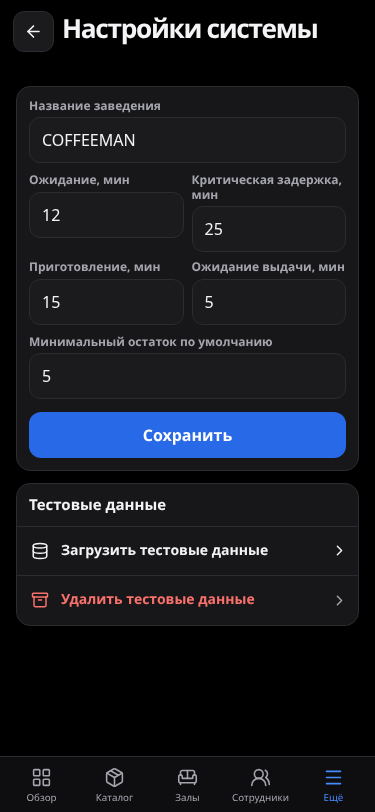 Настройки системы
Название заведения
COFFEEMAN
Ожидание, мин
12
Критическая задержка,
мин
25
Приготовление, мин
15
Ожидание выдачи, мин
5
Минимальный остаток по умолчанию
5
Сохранить
Тестовые данные
Загрузить тестовые данные
Удалить тестовые данные
Обзор
Каталог
Залы
Сотрудники
Ещё